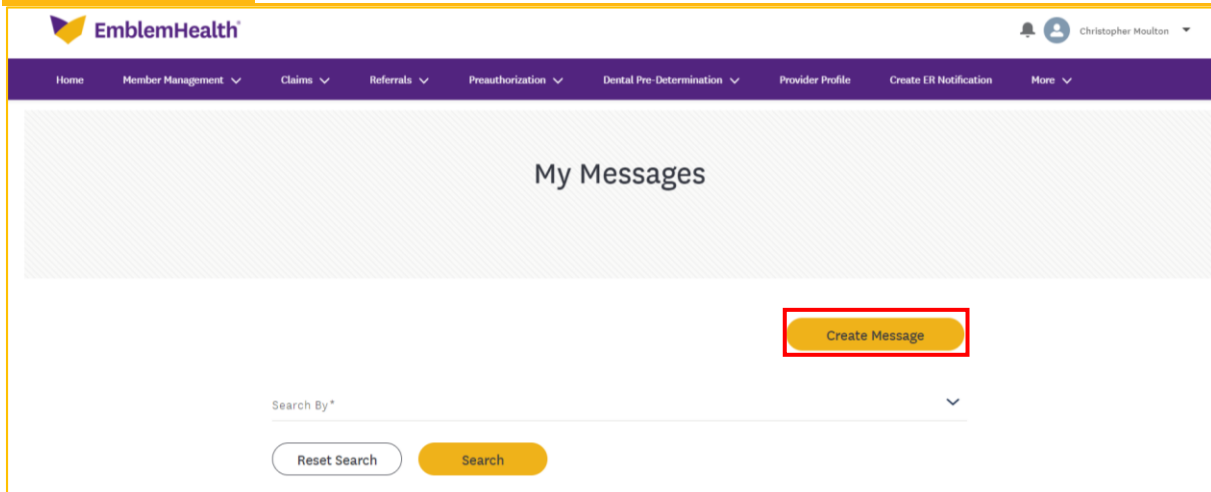 EmblemHealth
Christopher Moulton
Home Member Management Claims Referrals Preauthorization Dental Pre-Determination Provider Profile Create ER Notification More
My Messages
Create Message
Search By*
Reset Search Search